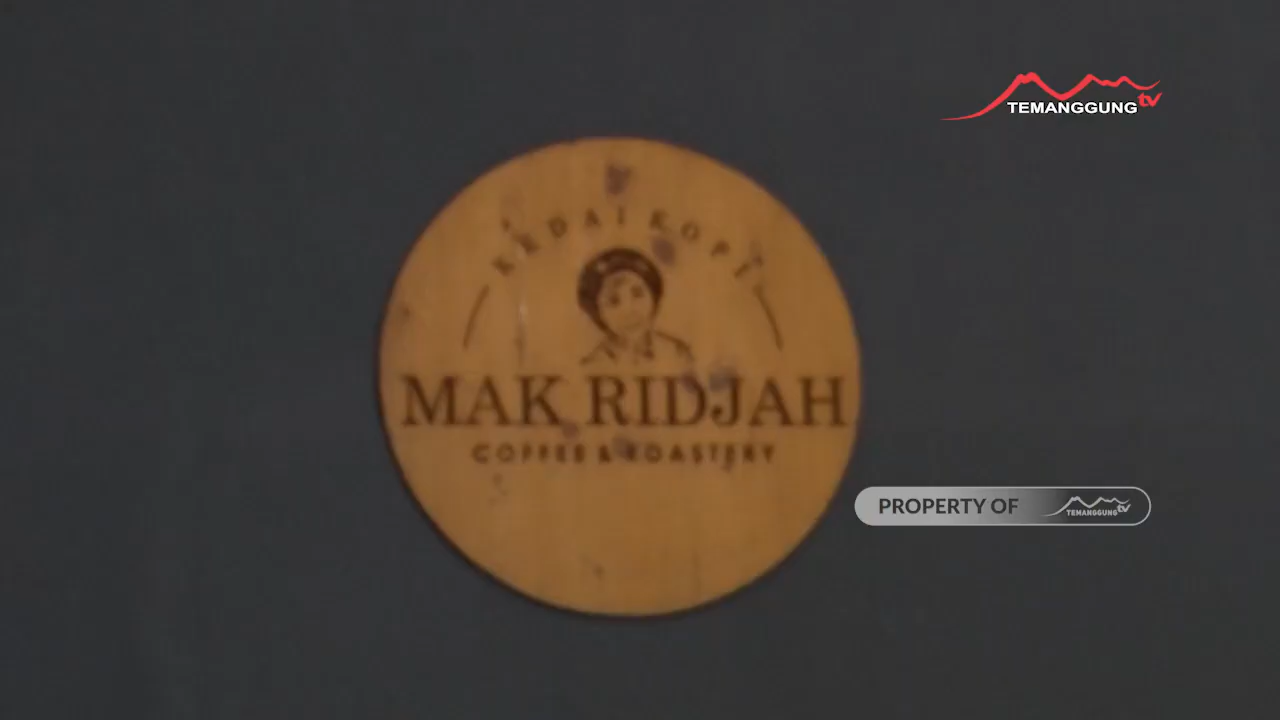 TEMANGGUNG tv
KEDAI KOPI
MAK RIDJAH
COFFEE & ROASTERY
PROPERTY OF TEMANGGUNG tv